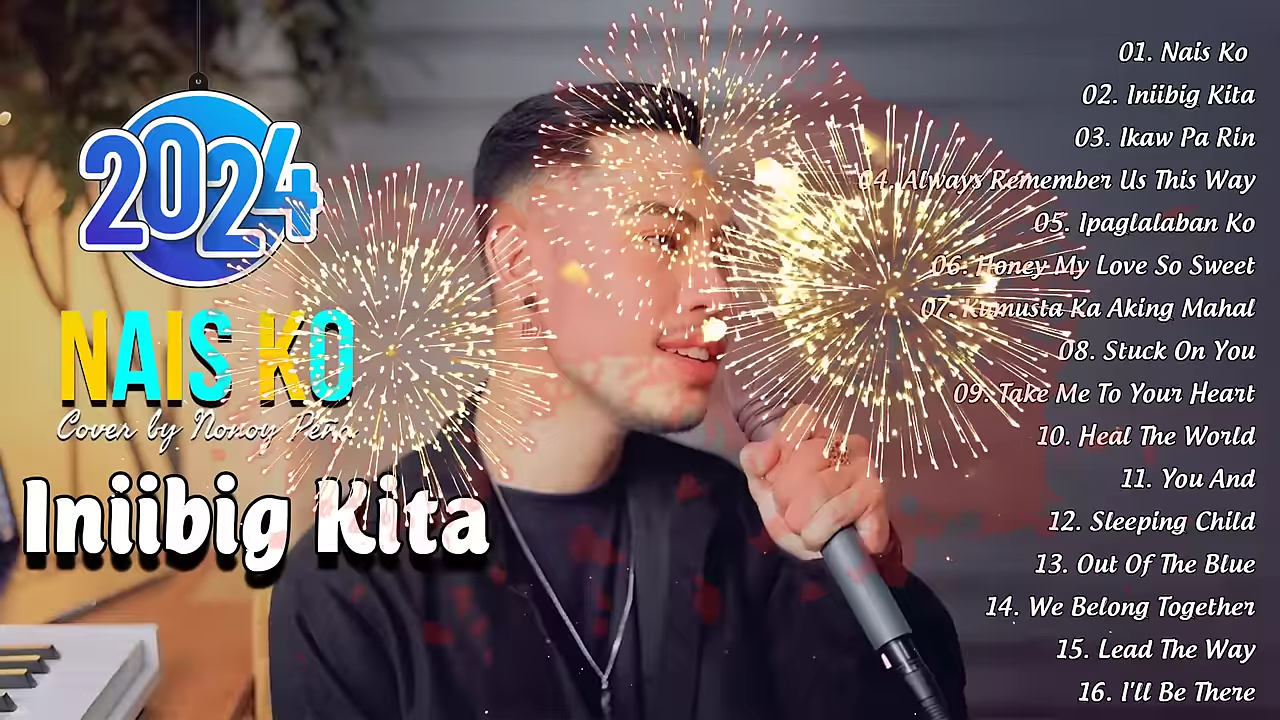 2024
NAIS KO
Cover by Nonoy Peña
Iniibig Kita
01. Nais Ko
02. Iniibig Kita
03. Ikaw Pa Rin
04. Always Remember Us This Way
05. Ipaglalaban Ko
06. Honey My Love So Sweet
07. Kumusta Ka Aking Mahal
08. Stuck On You
09. Take Me To Your Heart
10. Heal The World
11. You And
12. Sleeping Child
13. Out Of The Blue
14. We Belong Together
15. Lead The Way
16. I'll Be There